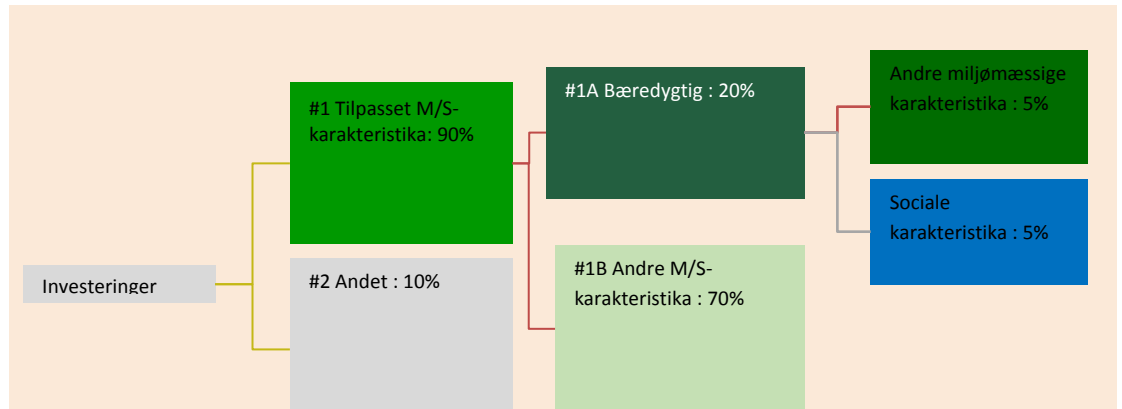 Investeringer
#1 Tilpasset M/S-
karakteristika: 90%
#2 Andet : 10%
#1A Bæredygtig : 20%
#1B Andre M/S-
karakteristika : 70%
Andre miljømæssige
karakteristika : 5%
Sociale
karakteristika : 5%